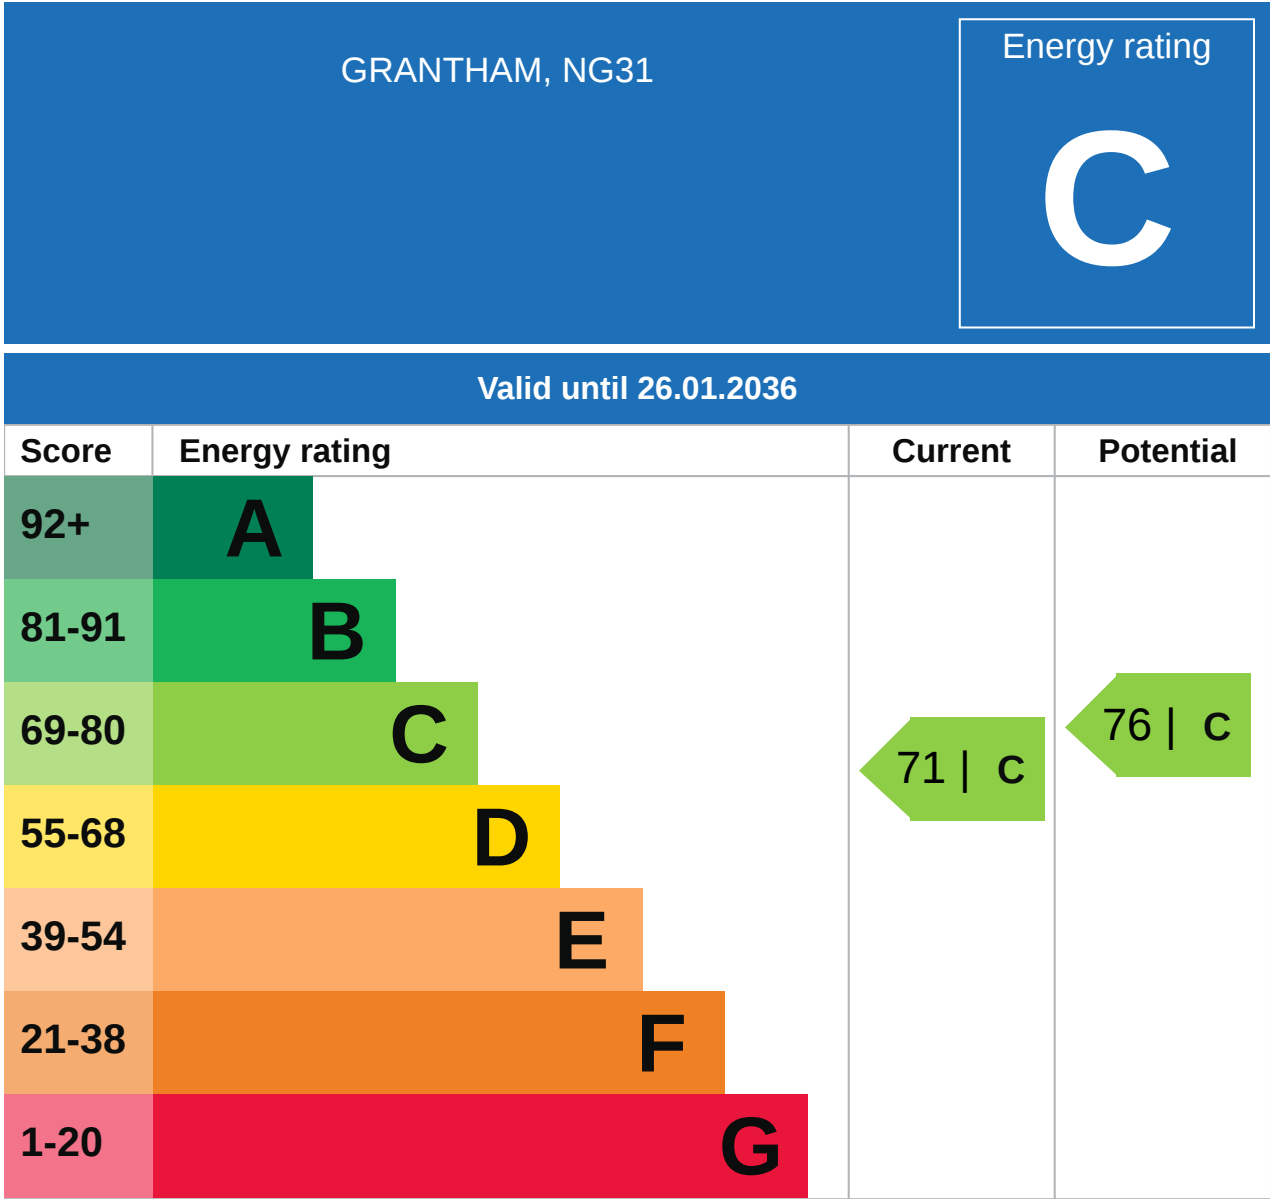 GRANTHAM, NG31
Energy rating
C
Valid until 26.01.2036
Score Energy rating Current Potential
92+ A
81-91 B
69-80 C
71 | C
76 | C
55-68 D
39-54 E
21-38 F
1-20 G